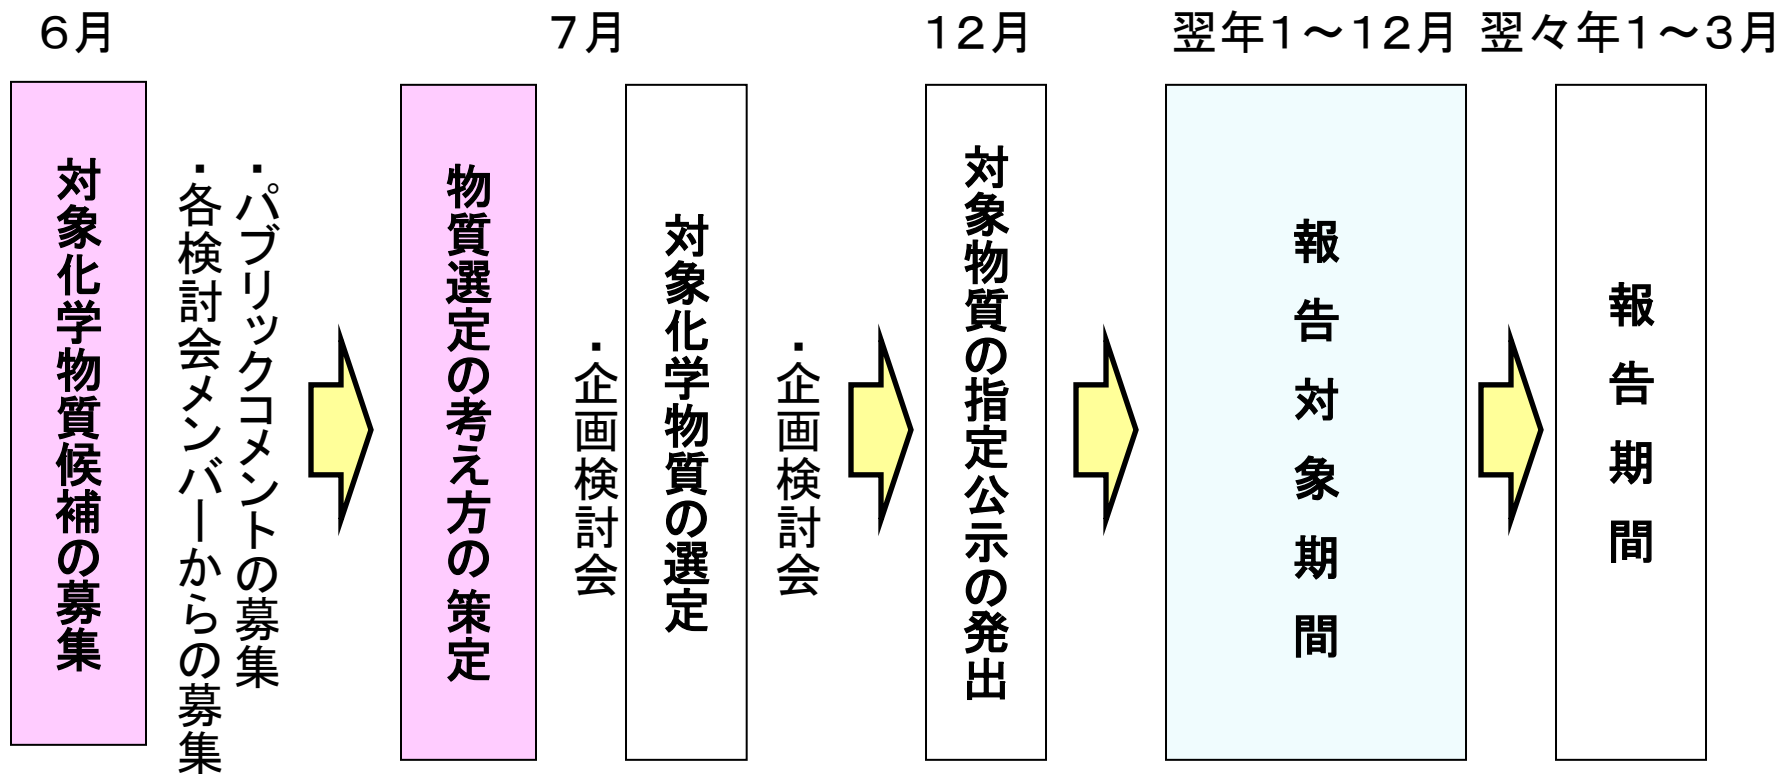 ６月
７月
１２月
翌年１～１２月
翌々年１～３月
対象化学物質候補の募集
・パブリックコメントの募集
・各検討会メンバーからの募集
物質選定の考え方の策定
・企画検討会
対象化学物質の選定
・企画検討会
対象物質の指定公示の発出
報告対象期間
報告期間